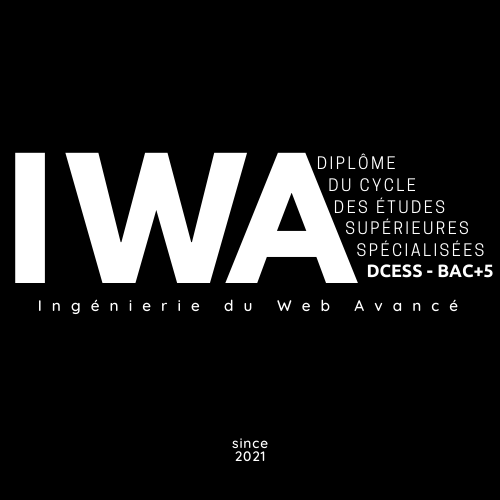 IWA
DIPLÔME
DU CYCLE
DES ÉTUDES
SUPÉRIEURES
SPÉCIALISÉES
DCESS - BAC+5
Ingénierie du Web Avancé
since
2021